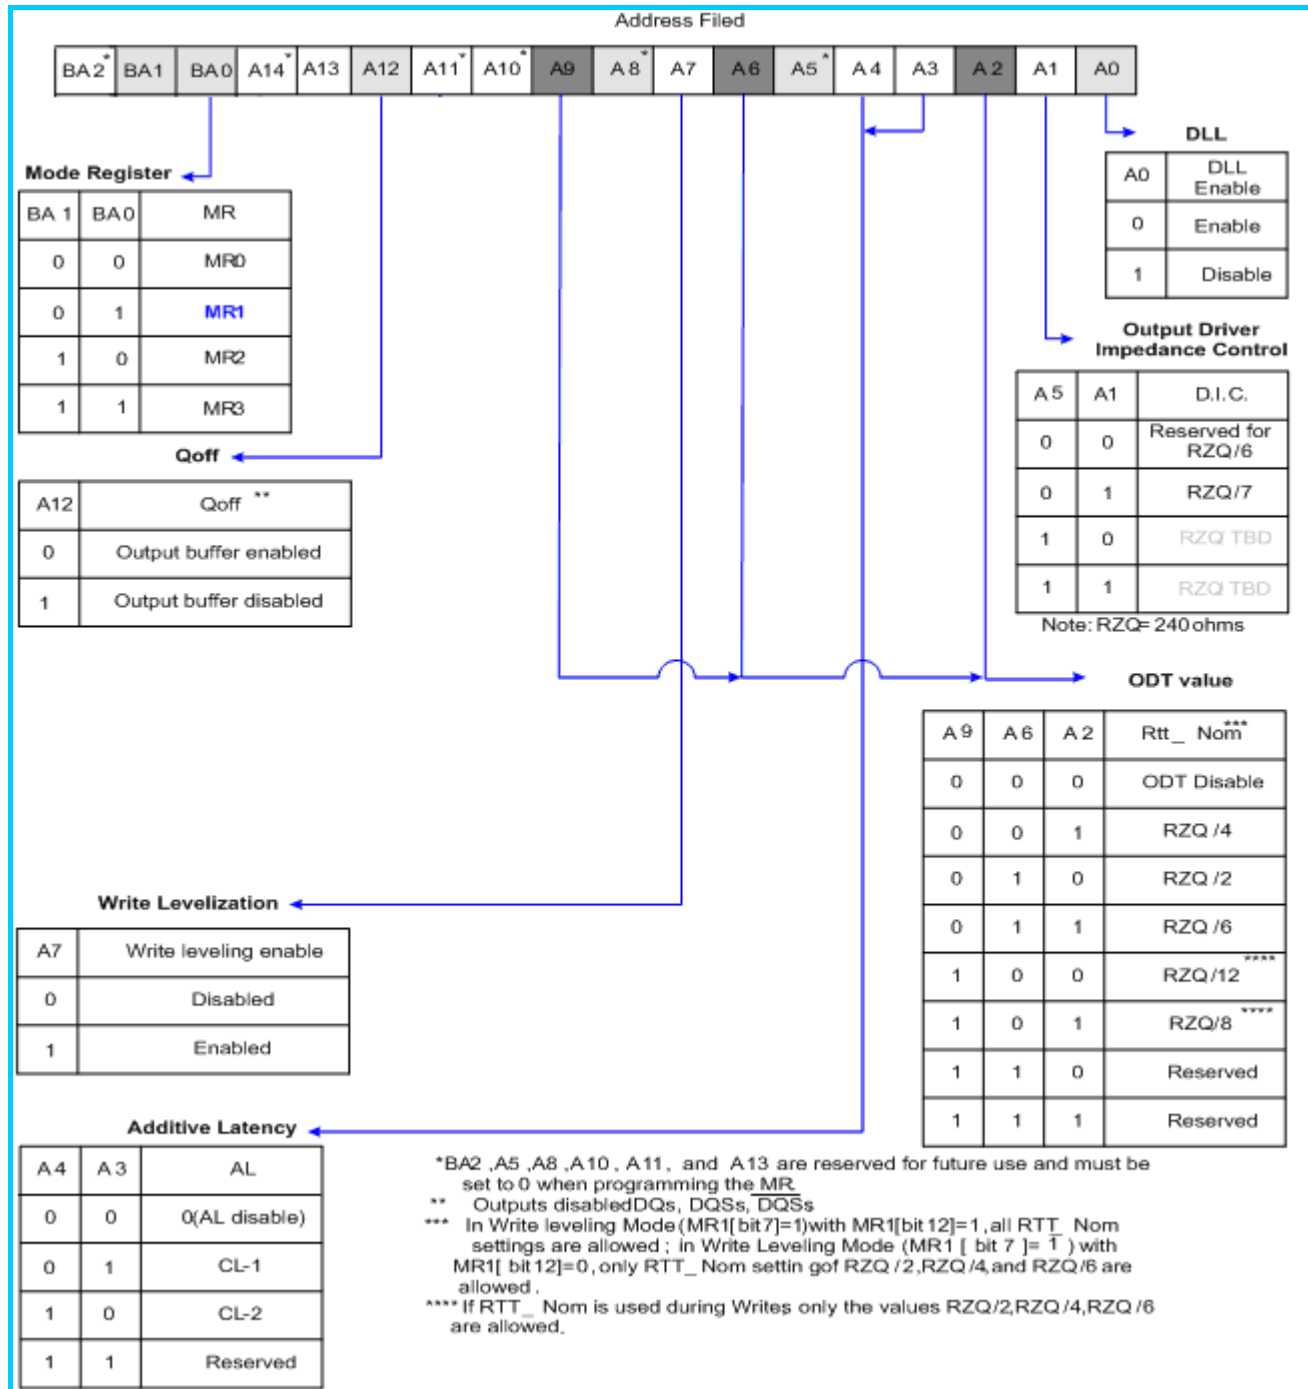 Address Filed
BA2* BA1 BA0 A14* A13 A12 A11* A10* A9 A8* A7 A6 A5* A4 A3 A2 A1 A0
DLL
A0 DLL Enable
0 Enable
1 Disable
Mode Register
BA 1 BA0 MR
0 0 MR0
0 1 MR1
1 0 MR2
1 1 MR3
Output Driver
Impedance Control
A 5 A1 D.I.C.
0 0 Reserved for RZQ/6
0 1 RZQ/7
1 0 RZQ TBD
1 1 RZQ TBD
Note: RZQ= 240 ohms
Qoff
A12 Qoff **
0 Output buffer enabled
1 Output buffer disabled
ODT value
A 9 A 6 A 2 Rtt_ Nom***
0 0 0 ODT Disable
0 0 1 RZQ /4
0 1 0 RZQ /2
0 1 1 RZQ /6
1 0 0 RZQ/12 ****
1 0 1 RZQ/8 ****
1 1 0 Reserved
1 1 1 Reserved
Write Levelization
A7 Write leveling enable
0 Disabled
1 Enabled
Additive Latency
A 4 A 3 AL
0 0 0(AL disable)
0 1 CL-1
1 0 CL-2
1 1 Reserved
*BA2 ,A5 ,A8 ,A10 , A11, and A13 are reserved for future use and must be
set to 0 when programming the MR.
** Outputs disabledDQs, DQSs, DQSs
*** In Write leveling Mode (MR1[bit7]=1)with MR1[bit 12]=1,all RTT_ Nom
settings are allowed ; in Write Leveling Mode (MR1 [ bit 7 ]= 1 ) with
MR1[ bit 12]=0,only RTT_ Nom settin gof RZQ /2,RZQ /4,and RZQ/6 are
allowed .
**** If RTT_ Nom is used during Writes only the values RZQ/2,RZQ /4,RZQ /6
are allowed.